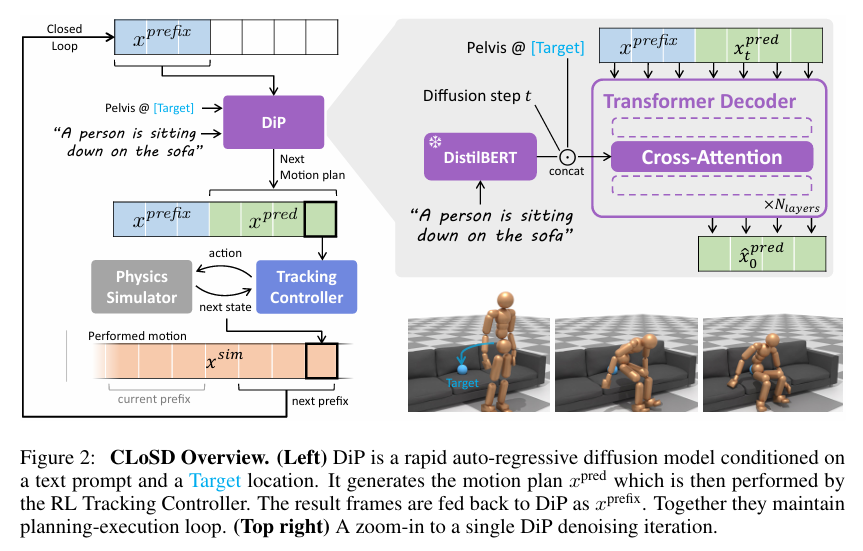 Closed
Loop
x^prefix
Pelvis @ [Target]
"A person is sitting
down on the sofa"
DiP
Next
Motion plan
x^prefix x^pred
action
Physics
Simulator
Tracking
Controller
next state
Performed motion
x^sim
current prefix
next prefix
Pelvis @ [Target]
x^prefix x_t^pred
Diffusion step t
Transformer Decoder
DistilBERT
concat
Cross-Attention
×N_layers
"A person is sitting
down on the sofa"
x̂_0^pred
Target
Figure 2: CLoSD Overview. (Left) DiP is a rapid auto-regressive diffusion model conditioned on
a text prompt and a Target location. It generates the motion plan x^pred which is then performed by
the RL Tracking Controller. The result frames are fed back to DiP as x^prefix. Together they maintain
planning-execution loop. (Top right) A zoom-in to a single DiP denoising iteration.